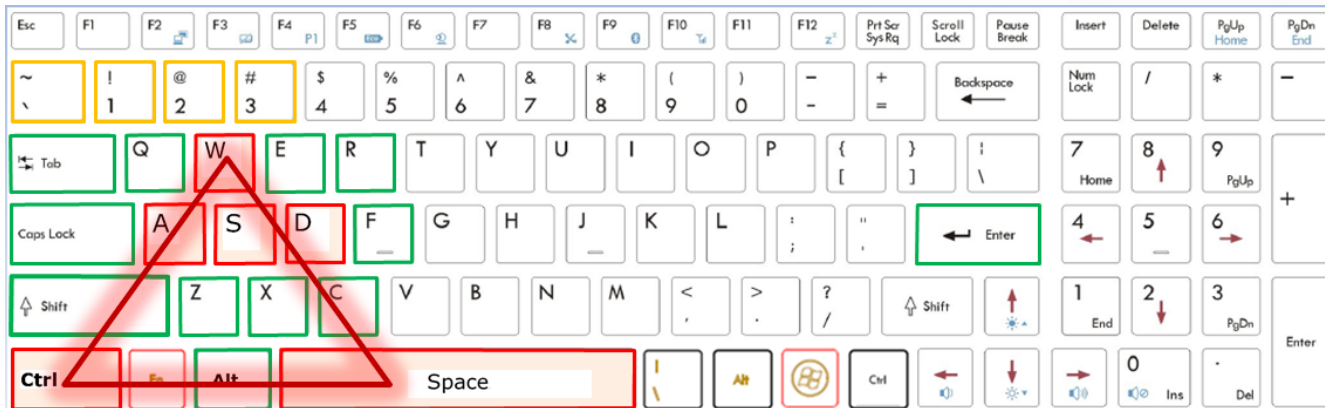 Esc F1 F2 F3 F4 P1 F5 F6 F7 F8 F9 F10 F11 F12 zᶻ Prt Scr Sys Rq Scroll Lock Pause Break Insert Delete PgUp Home PgDn End
~ ` ! 1 @ 2 # 3 $ 4 % 5 ^ 6 & 7 * 8 ( 9 ) 0 – - + = Backspace Num Lock / * –
Tab Q W E R T Y U I O P { [ } ] ¦ \ 7 Home 8 9 PgUp +
Caps Lock A S D F G H J K L : ; " ' Enter 4 5 6
Shift Z X C V B N M < , > . ? / Shift 1 End 2 3 PgDn Enter
Ctrl Fn Alt Space | \ Alt Ctrl 0 Ins . Del